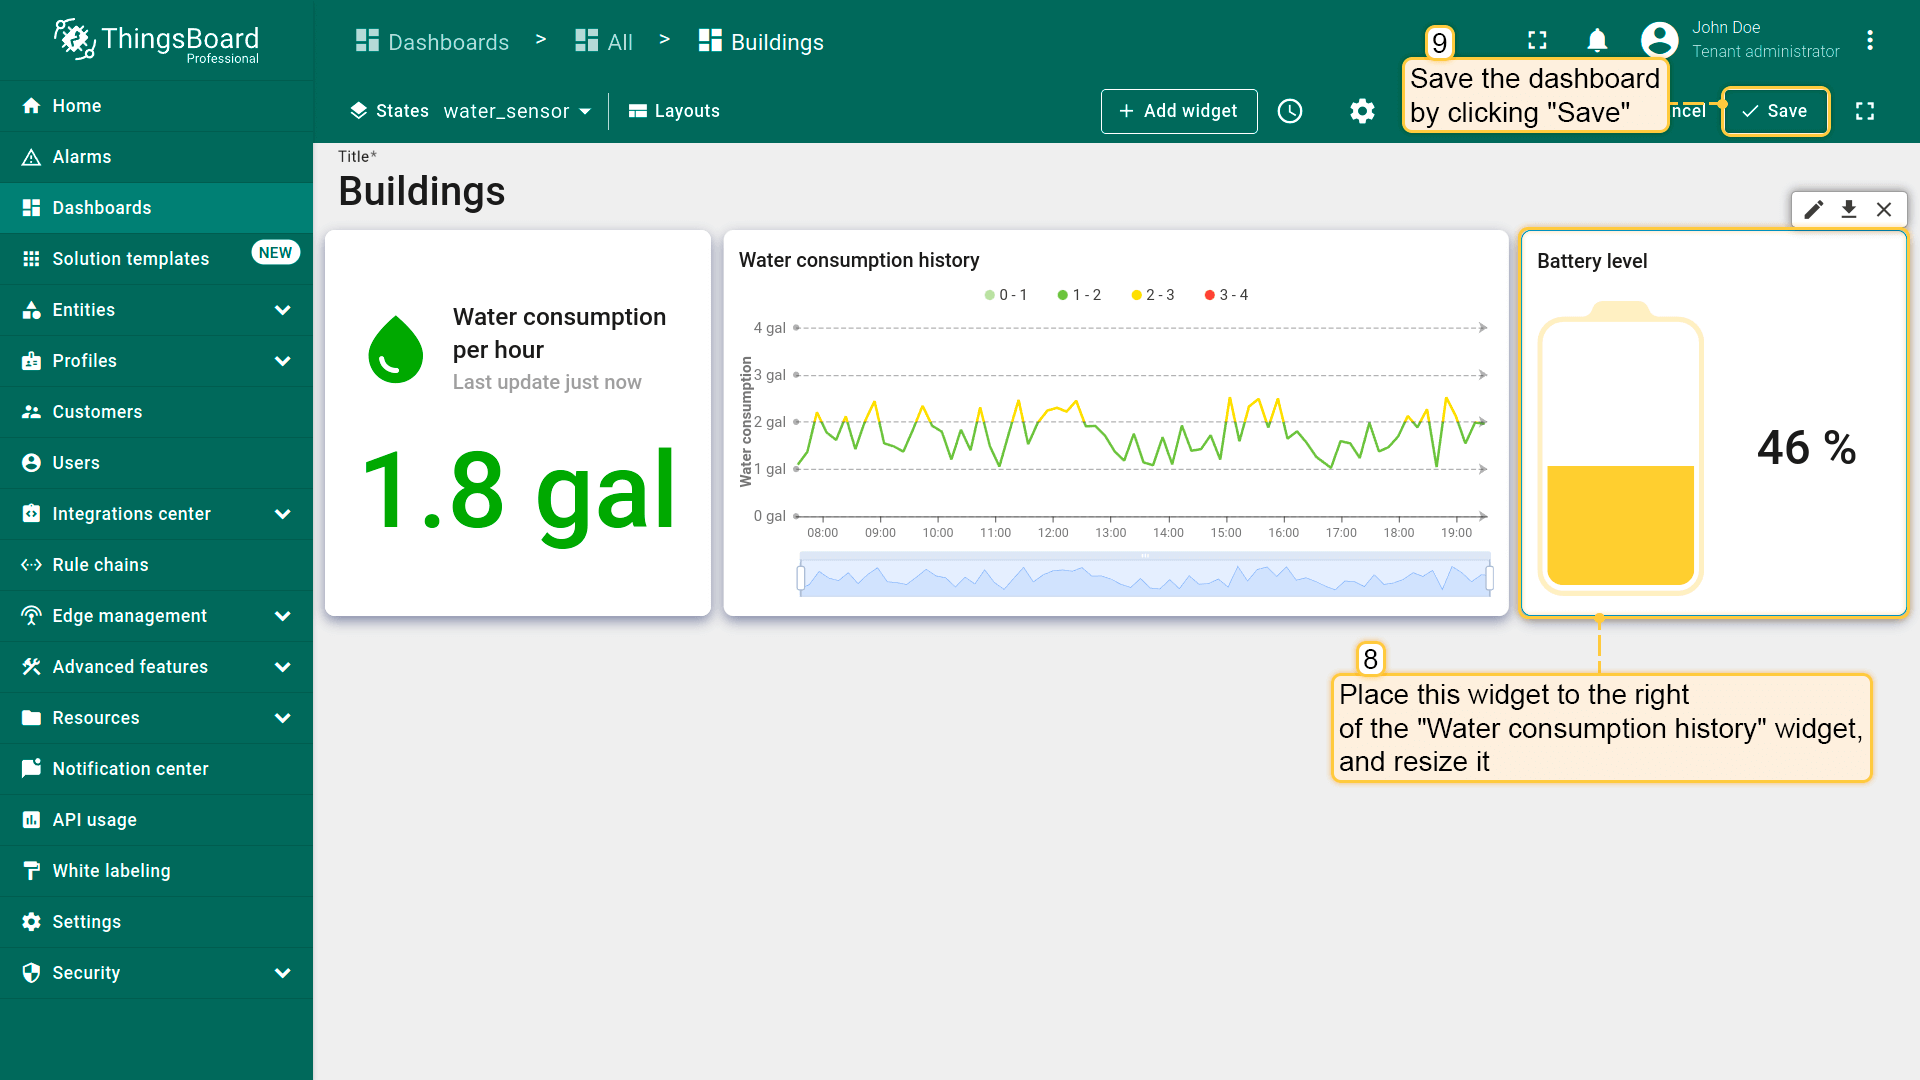 ThingsBoard
Professional
Home
Alarms
Dashboards
Solution templates NEW
Entities
Profiles
Customers
Users
Integrations center
Rule chains
Edge management
Advanced features
Resources
Notification center
API usage
White labeling
Settings
Security
Dashboards > All > Buildings
John Doe
Tenant administrator
States water_sensor Layouts
+ Add widget
ncel
Save
9
Save the dashboard
by clicking "Save"
Title*
Buildings
Water consumption
per hour
Last update just now
1.8 gal
Water consumption history
0 - 1 1 - 2 2 - 3 3 - 4
Water consumption
4 gal
3 gal
2 gal
1 gal
0 gal
08:00 09:00 10:00 11:00 12:00 13:00 14:00 15:00 16:00 17:00 18:00 19:00
Battery level
46 %
8
Place this widget to the right
of the "Water consumption history" widget,
and resize it